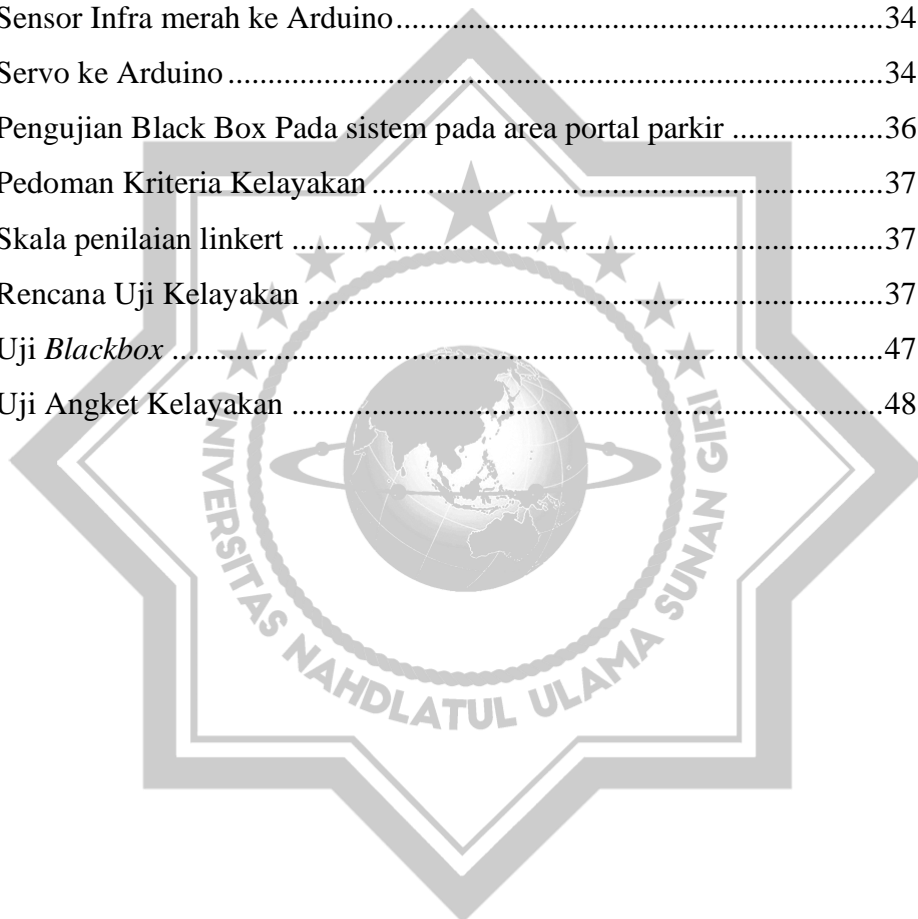 Sensor Infra merah ke Arduino....................................................................34
Servo ke Arduino........................................................................................34
Pengujian Black Box Pada sistem pada area portal parkir ...................36
Pedoman Kriteria Kelayakan.......................................................................37
Skala penilaian linkert .................................................................................37
Rencana Uji Kelayakan ...............................................................................37
Uji Blackbox ................................................................................................47
Uji Angket Kelayakan .................................................................................48
UNIVERSITAS NAHDLATUL ULAMA SUNAN GIRI